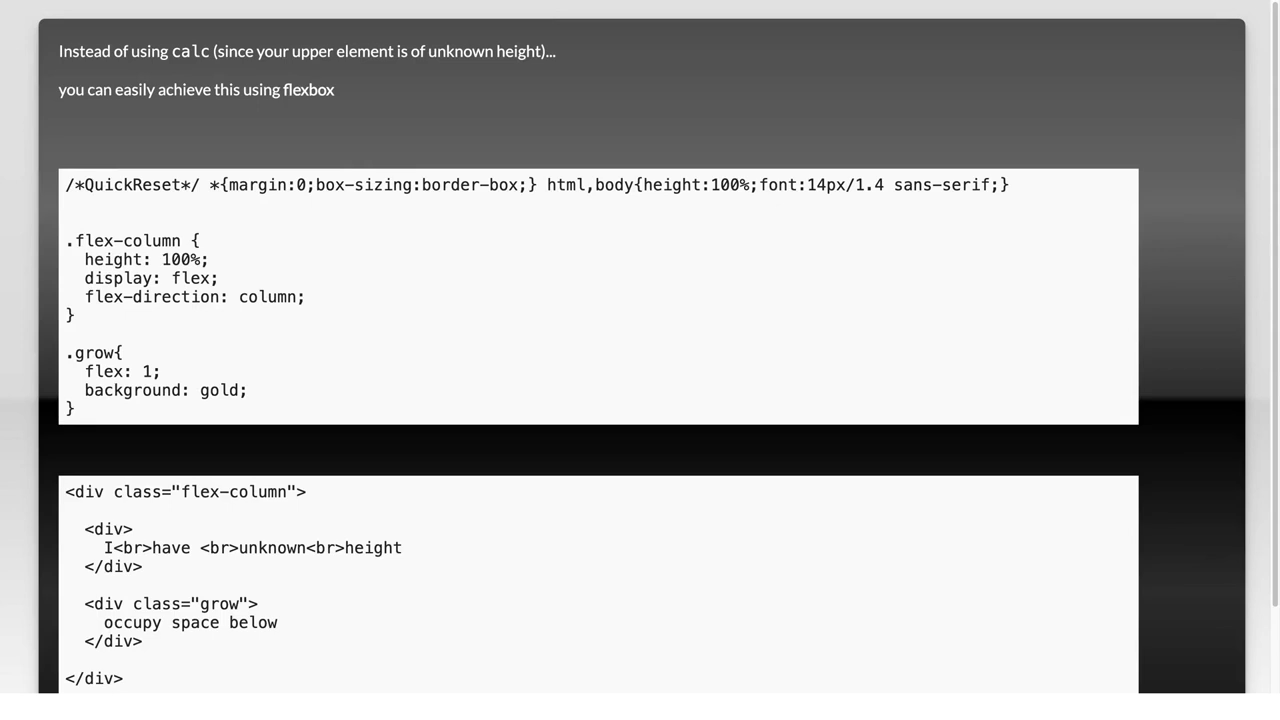 Instead of using calc (since your upper element is of unknown height)...
you can easily achieve this using flexbox
/*QuickReset*/ *{margin:0;box-sizing:border-box;} html,body{height:100%;font:14px/1.4 sans-serif;}
.flex-column {
  height: 100%;
  display: flex;
  flex-direction: column;
}
.grow{
  flex: 1;
  background: gold;
}
<div class="flex-column">
  <div>
    I<br>have <br>unknown<br>height
  </div>
  <div class="grow">
    occupy space below
  </div>
</div>